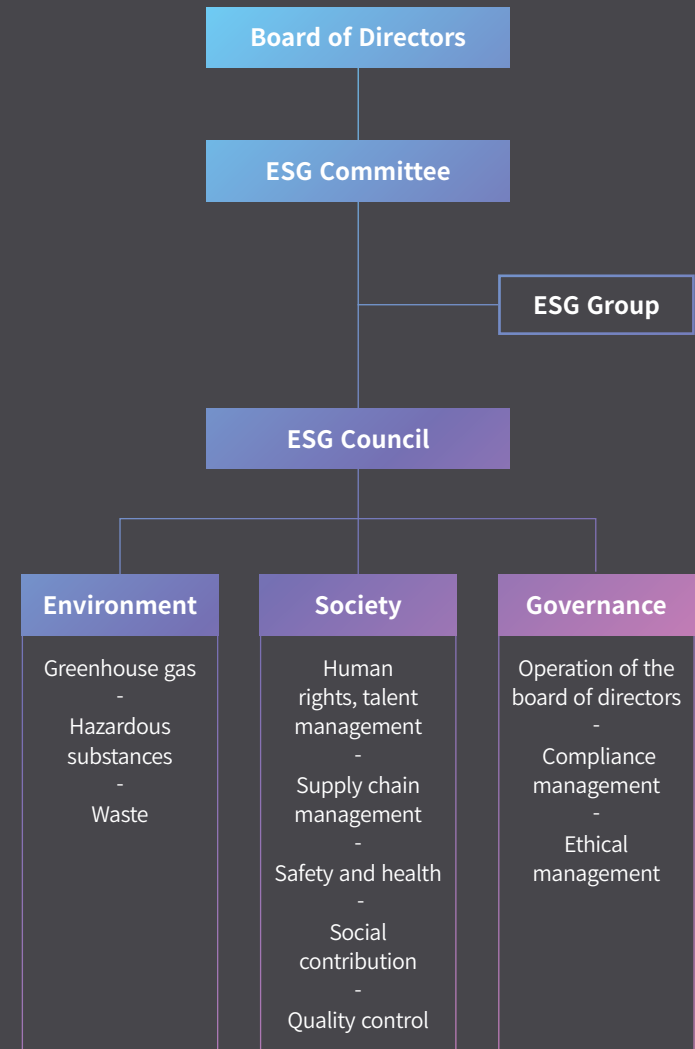 Board of Directors
ESG Committee
ESG Group
ESG Council
Environment
Greenhouse gas
-
Hazardous
substances
-
Waste
Society
Human
rights, talent
management
-
Supply chain
management
-
Safety and health
-
Social
contribution
-
Quality control
Governance
Operation of the
board of directors
-
Compliance
management
-
Ethical
management